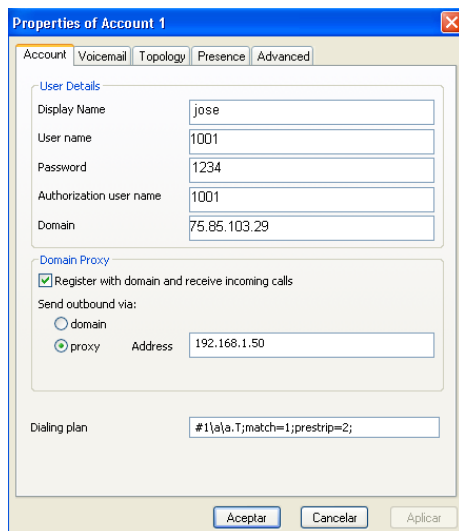 Properties of Account 1
Account Voicemail Topology Presence Advanced
User Details
Display Name jose
User name 1001
Password 1234
Authorization user name 1001
Domain 75.85.103.29
Domain Proxy
Register with domain and receive incoming calls
Send outbound via:
domain
proxy Address 192.168.1.50
Dialing plan #1\a\a.T;match=1;prestrip=2;
Aceptar Cancelar Aplicar